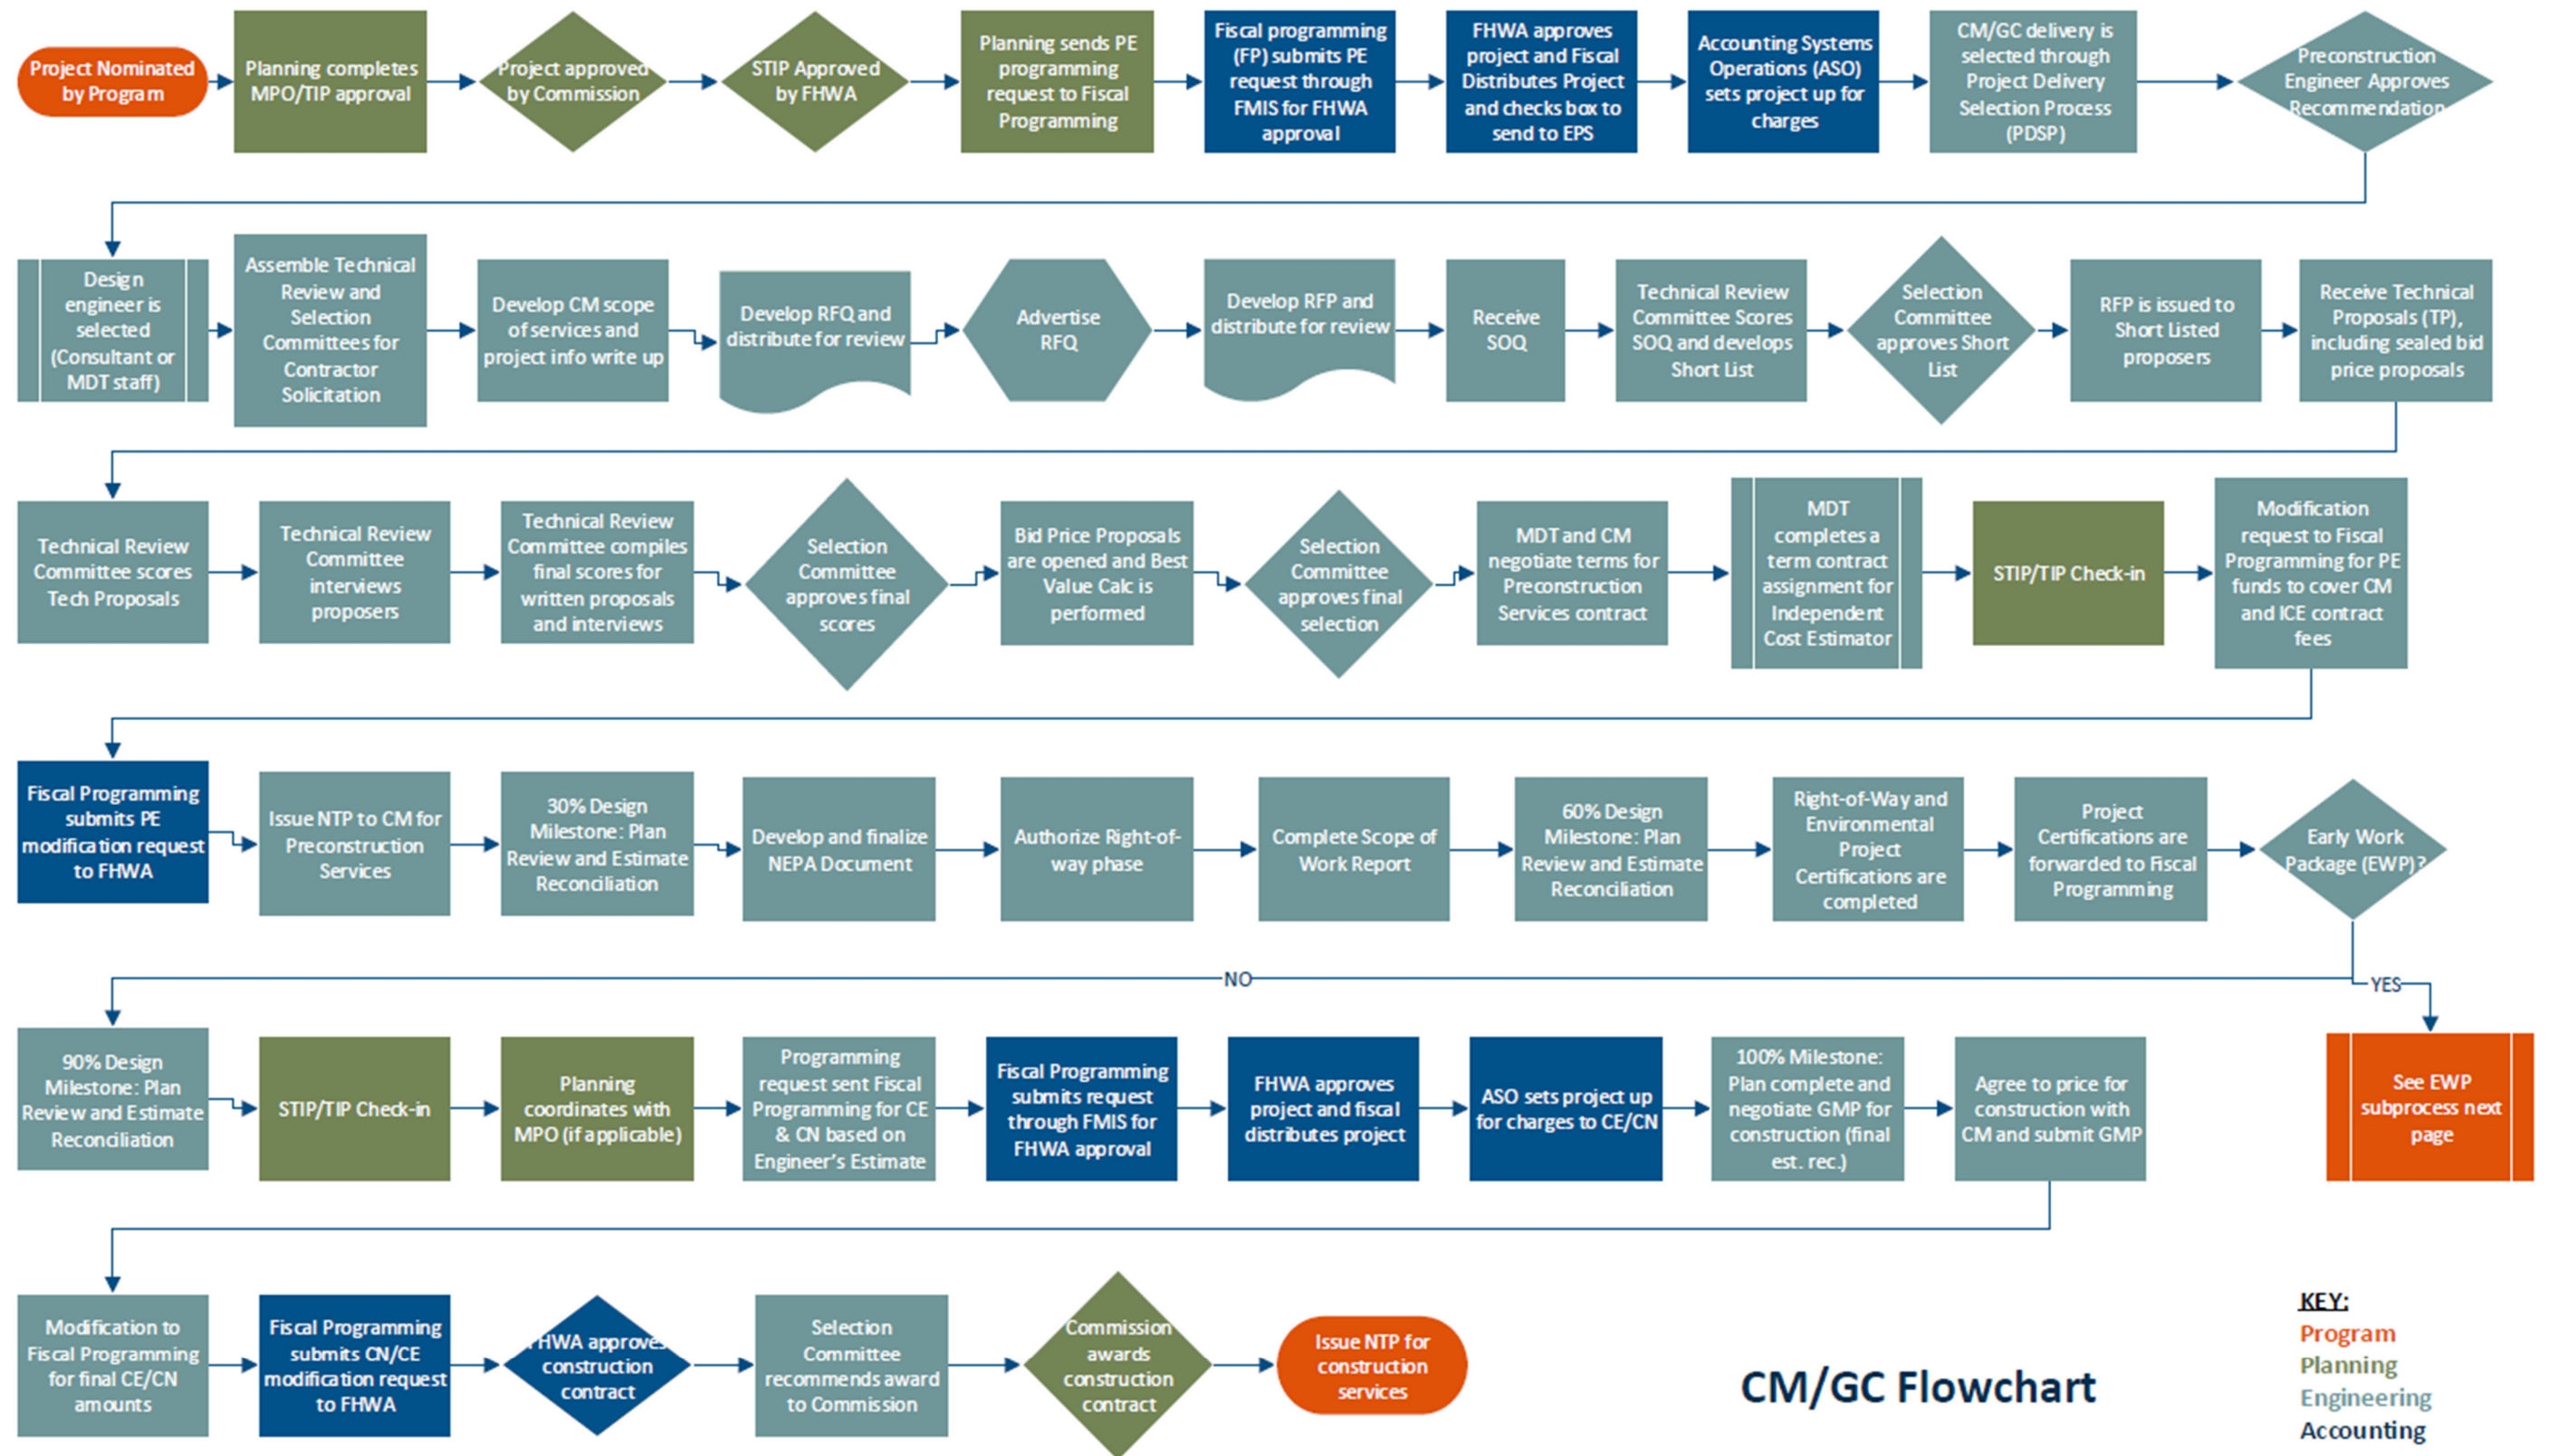 Project Nominated
by Program
Planning completes
MPO/TIP approval
Project approved
by Commission
STIP Approved
by FHWA
Planning sends PE
programming
request to Fiscal
Programming
Fiscal programming
(FP) submits PE
request through
FMIS for FHWA
approval
FHWA approves
project and Fiscal
Distributes Project
and checks box to
send to EPS
Accounting Systems
Operations (ASO)
sets project up for
charges
CM/GC delivery is
selected through
Project Delivery
Selection Process
(PDSP)
Preconstruction
Engineer Approves
Recommendation
Design
engineer is
selected
(Consultant or
MDT staff)
Assemble Technical
Review and
Selection
Committees for
Contractor
Solicitation
Develop CM scope
of services and
project info write up
Develop RFQ and
distribute for review
Advertise
RFQ
Develop RFP and
distribute for review
Receive
SOQ
Technical Review
Committee Scores
SOQ and develops
Short List
Selection
Committee
approves Short
List
RFP is issued to
Short Listed
proposers
Receive Technical
Proposals (TP),
including sealed bid
price proposals
Technical Review
Committee scores
Tech Proposals
Technical Review
Committee
interviews
proposers
Technical Review
Committee compiles
final scores for
written proposals
and interviews
Selection
Committee
approves final
scores
Bid Price Proposals
are opened and Best
Value Calc is
performed
Selection
Committee
approves final
selection
MDT and CM
negotiate terms for
Preconstruction
Services contract
MDT
completes a
term contract
assignment for
Independent
Cost Estimator
STIP/TIP Check-in
Modification
request to Fiscal
Programming for PE
funds to cover CM
and ICE contract
fees
Fiscal Programming
submits PE
modification request
to FHWA
Issue NTP to CM for
Preconstruction
Services
30% Design
Milestone: Plan
Review and Estimate
Reconciliation
Develop and finalize
NEPA Document
Authorize Right-of-
way phase
Complete Scope of
Work Report
60% Design
Milestone: Plan
Review and Estimate
Reconciliation
Right-of-Way and
Environmental
Project
Certifications are
completed
Project
Certifications are
forwarded to Fiscal
Programming
Early Work
Package (EWP)?
NO
YES
90% Design
Milestone: Plan
Review and Estimate
Reconciliation
STIP/TIP Check-in
Planning
coordinates with
MPO (if applicable)
Programming
request sent Fiscal
Programming for CE
& CN based on
Engineer's Estimate
Fiscal Programming
submits request
through FMIS for
FHWA approval
FHWA approves
project and fiscal
distributes project
ASO sets project up
for charges to CE/CN
100% Milestone:
Plan complete and
negotiate GMP for
construction (final
est. rec.)
Agree to price for
construction with
CM and submit GMP
See EWP
subprocess next
page
Modification to
Fiscal Programming
for final CE/CN
amounts
Fiscal Programming
submits CN/CE
modification request
to FHWA
FHWA approves
construction
contract
Selection
Committee
recommends award
to Commission
Commission
awards
construction
contract
Issue NTP for
construction
services
CM/GC Flowchart
KEY:
Program
Planning
Engineering
Accounting